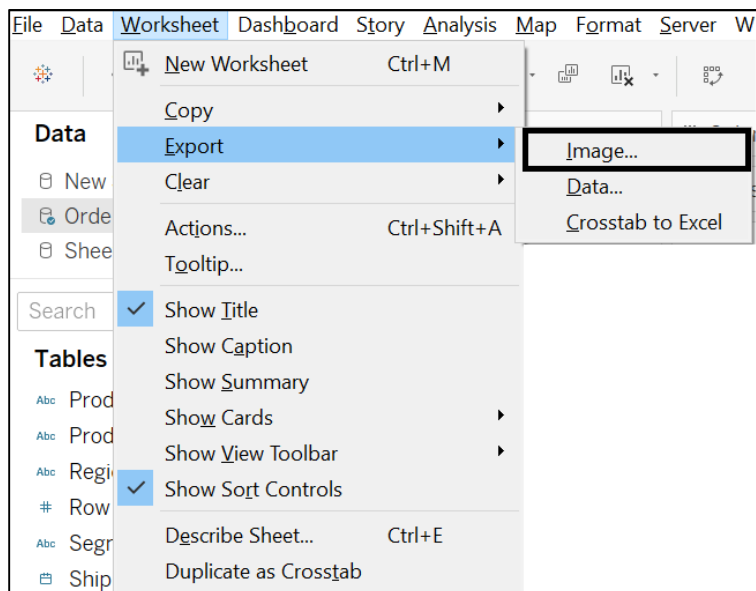 File Data Worksheet Dashboard Story Analysis Map Format Server W
New Worksheet Ctrl+M
Copy
Data
Export
Image...
New
Clear
Data...
Orde
Actions... Ctrl+Shift+A
Crosstab to Excel
Shee
Tooltip...
Search
Show Title
Show Caption
Tables
Show Summary
Abc Prod
Show Cards
Abc Prod
Show View Toolbar
Abc Regi
Show Sort Controls
# Row
Describe Sheet... Ctrl+E
Abc Segr
Duplicate as Crosstab
Ship